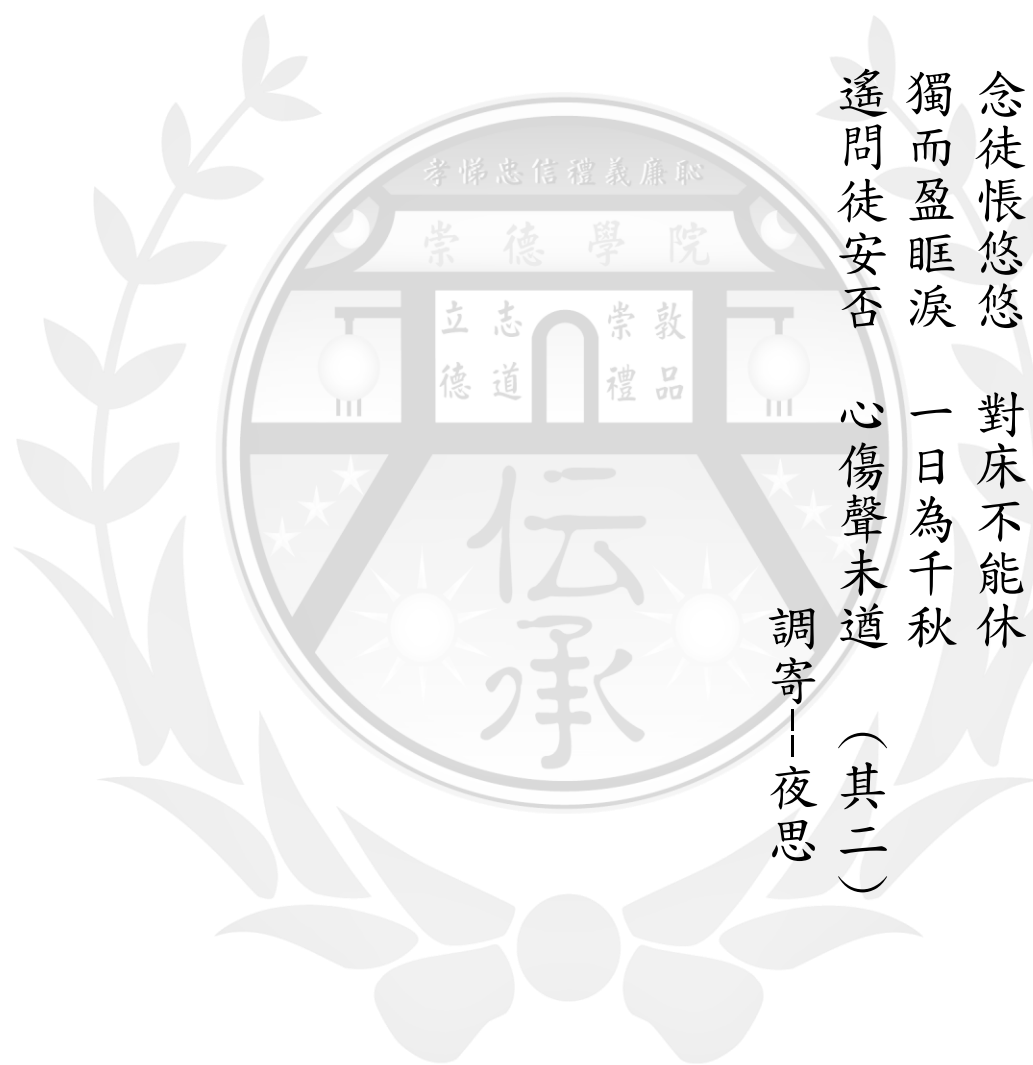 念徒悵悠悠　對床不能休
獨而盈眶淚　一日為千秋
遙問徒安否　心傷聲未遒　（其二）
調寄——夜思
孝悌忠信禮義廉恥
崇德學院
立志　崇敦
德道　禮品
伝承